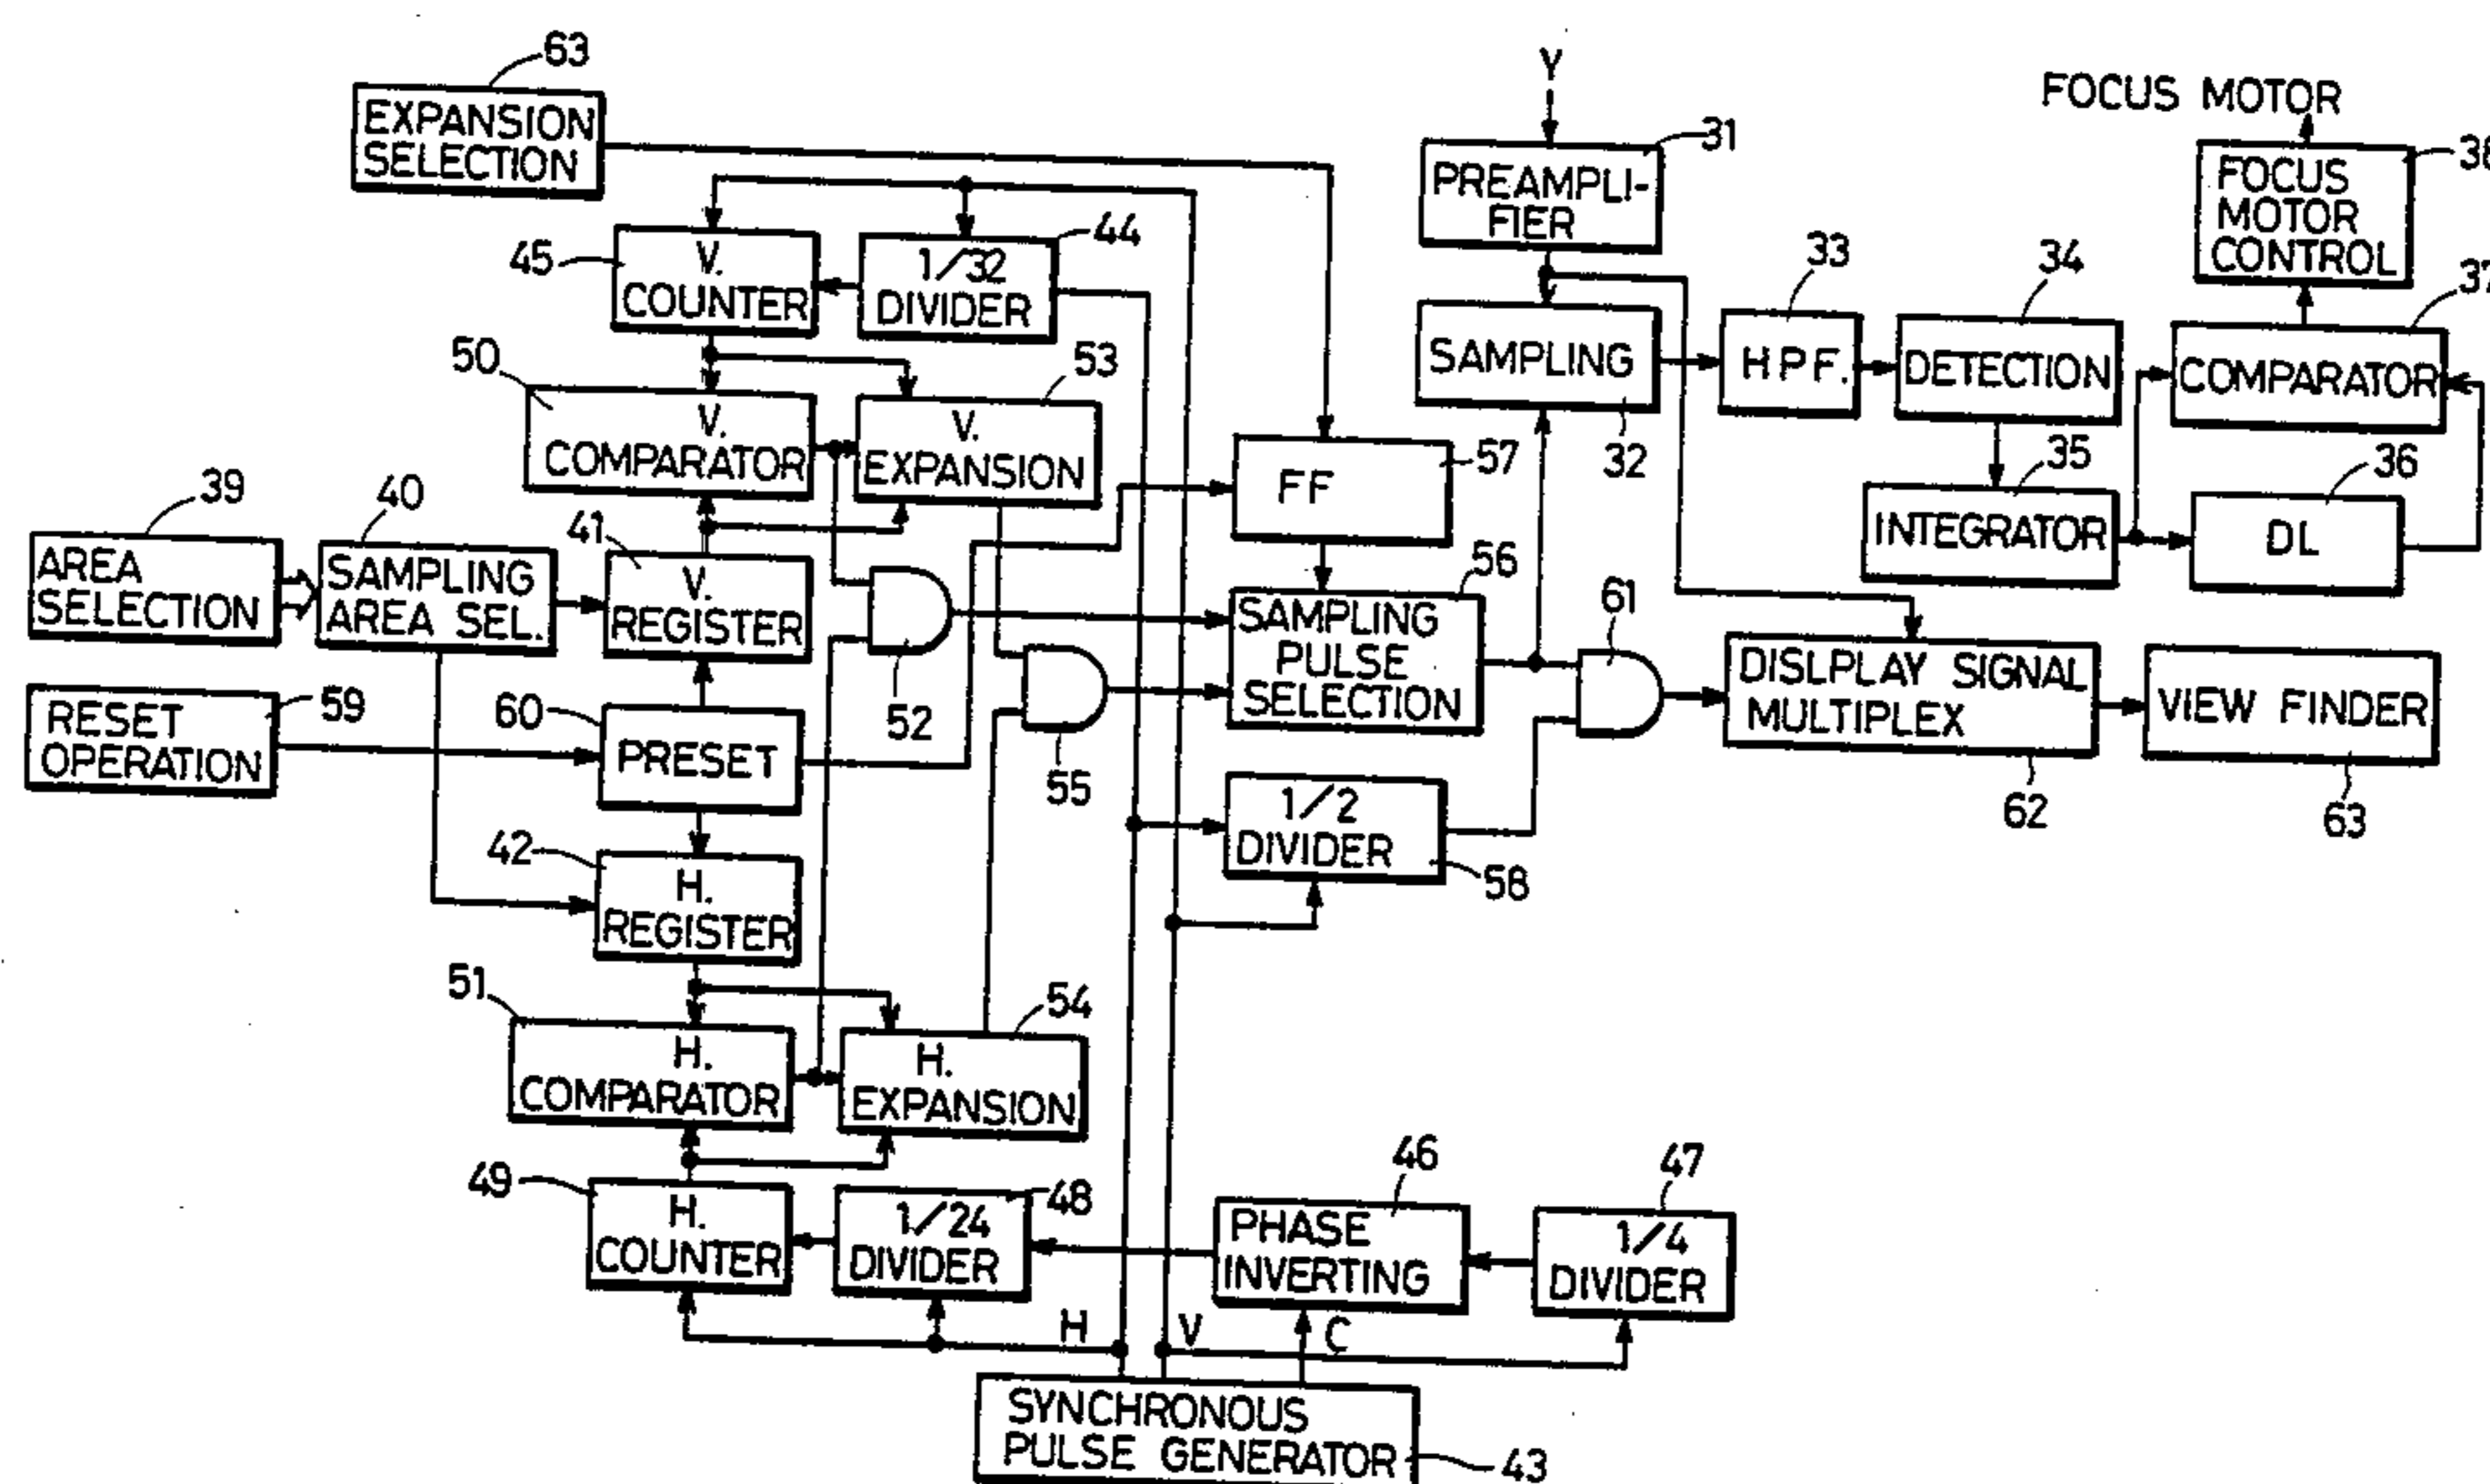 63
EXPANSION
SELECTION
Y
31
PREAMPLI-
FIER
FOCUS MOTOR
38
FOCUS
MOTOR
CONTROL
45
V.
COUNTER
44
1/32
DIVIDER
33
H P F.
34
DETECTION
37
COMPARATOR
50
V.
COMPARATOR
53
V.
EXPANSION
SAMPLING
32
57
FF
35
INTEGRATOR
36
DL
39
AREA
SELECTION
40
SAMPLING
AREA SEL.
41
V.
REGISTER
52
55
56
SAMPLING
PULSE
SELECTION
61
DISLPLAY SIGNAL
MULTIPLEX
62
VIEW FINDER
63
59
RESET
OPERATION
60
PRESET
1/2
DIVIDER
58
42
H.
REGISTER
51
H.
COMPARATOR
54
H.
EXPANSION
49
H.
COUNTER
48
1/24
DIVIDER
46
PHASE
INVERTING
47
1/4
DIVIDER
H
V
C
SYNCHRONOUS
PULSE GENERATOR
43